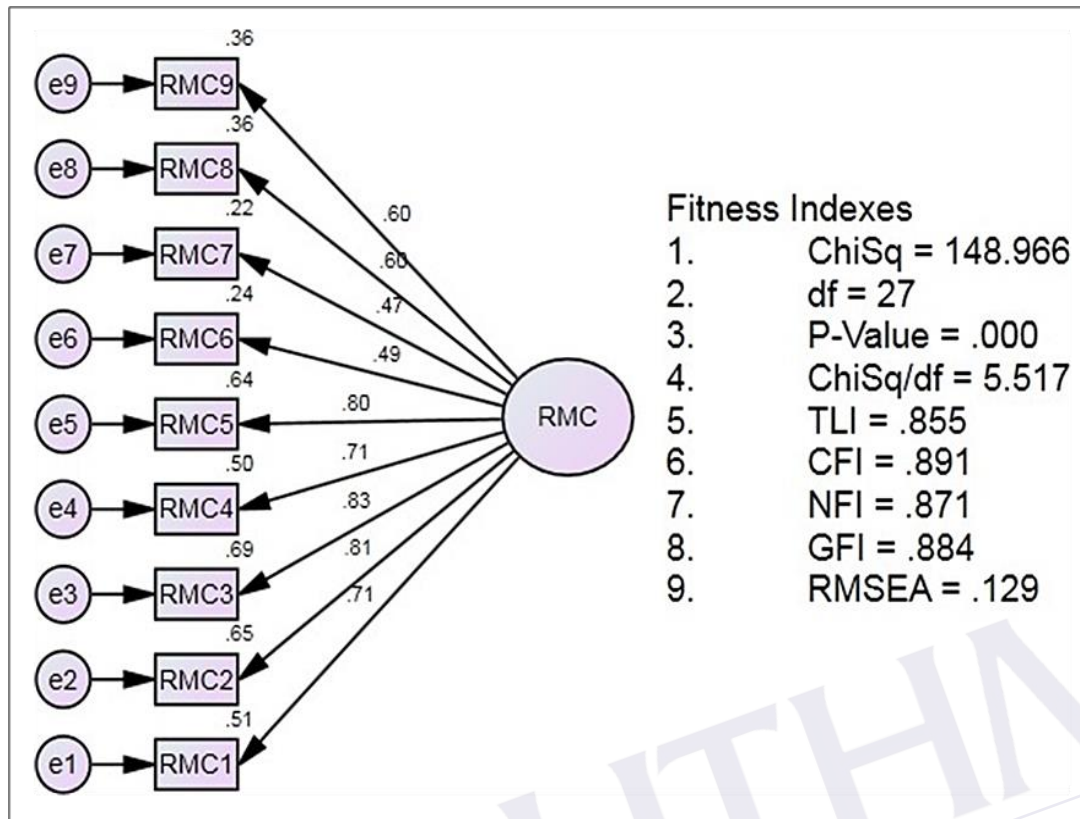 .36
e9 RMC9
.36
e8 RMC8
.60
.22
e7 RMC7
.60
.24
.47
e6 RMC6
.49
.64
e5 RMC5
.80
.50
.71
e4 RMC4
.83
.69
.81
e3 RMC3
.71
.65
e2 RMC2
.51
e1 RMC1
RMC
Fitness Indexes
1. ChiSq = 148.966
2. df = 27
3. P-Value = .000
4. ChiSq/df = 5.517
5. TLI = .855
6. CFI = .891
7. NFI = .871
8. GFI = .884
9. RMSEA = .129